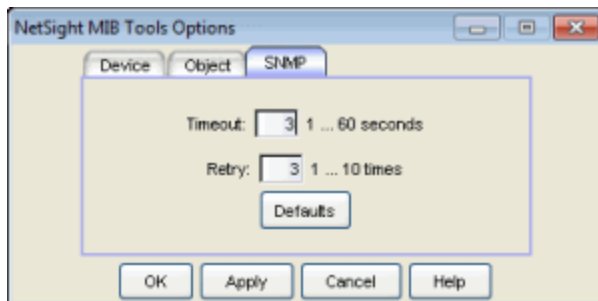 NetSight MIB Tools Options
Device Object SNMP
Timeout: 3 1 ... 60 seconds
Retry: 3 1 ... 10 times
Defaults
OK Apply Cancel Help